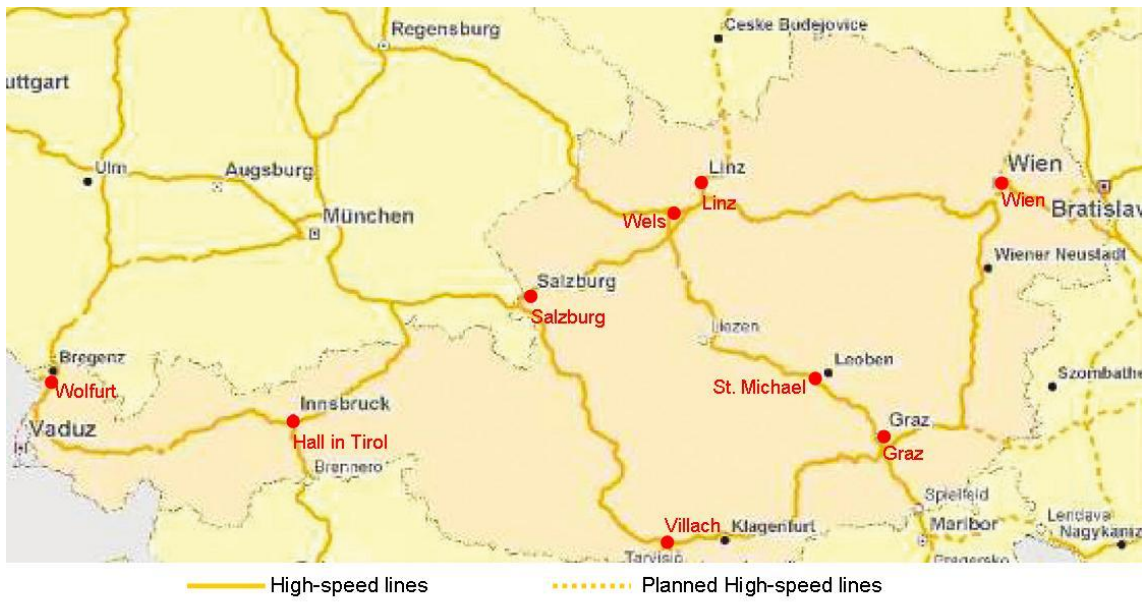 Regensburg
Ceske Budejovice
uttgart
Ulm
Augsburg
Linz
Wien
Linz
Wien
Bratislav
München
Wels
Wiener Neustadt
Salzburg
Salzburg
Liezen
Bregenz
Leoben
Wolfurt
St. Michael
Szombathe
Innsbruck
Graz
Vaduz
Hall in Tirol
Graz
Brennero
Spielfeld
Villach
Klagenfurt
Maribor
Lendava
Nagykaniz
Tarvisio
Pragersko
High-speed lines
Planned High-speed lines